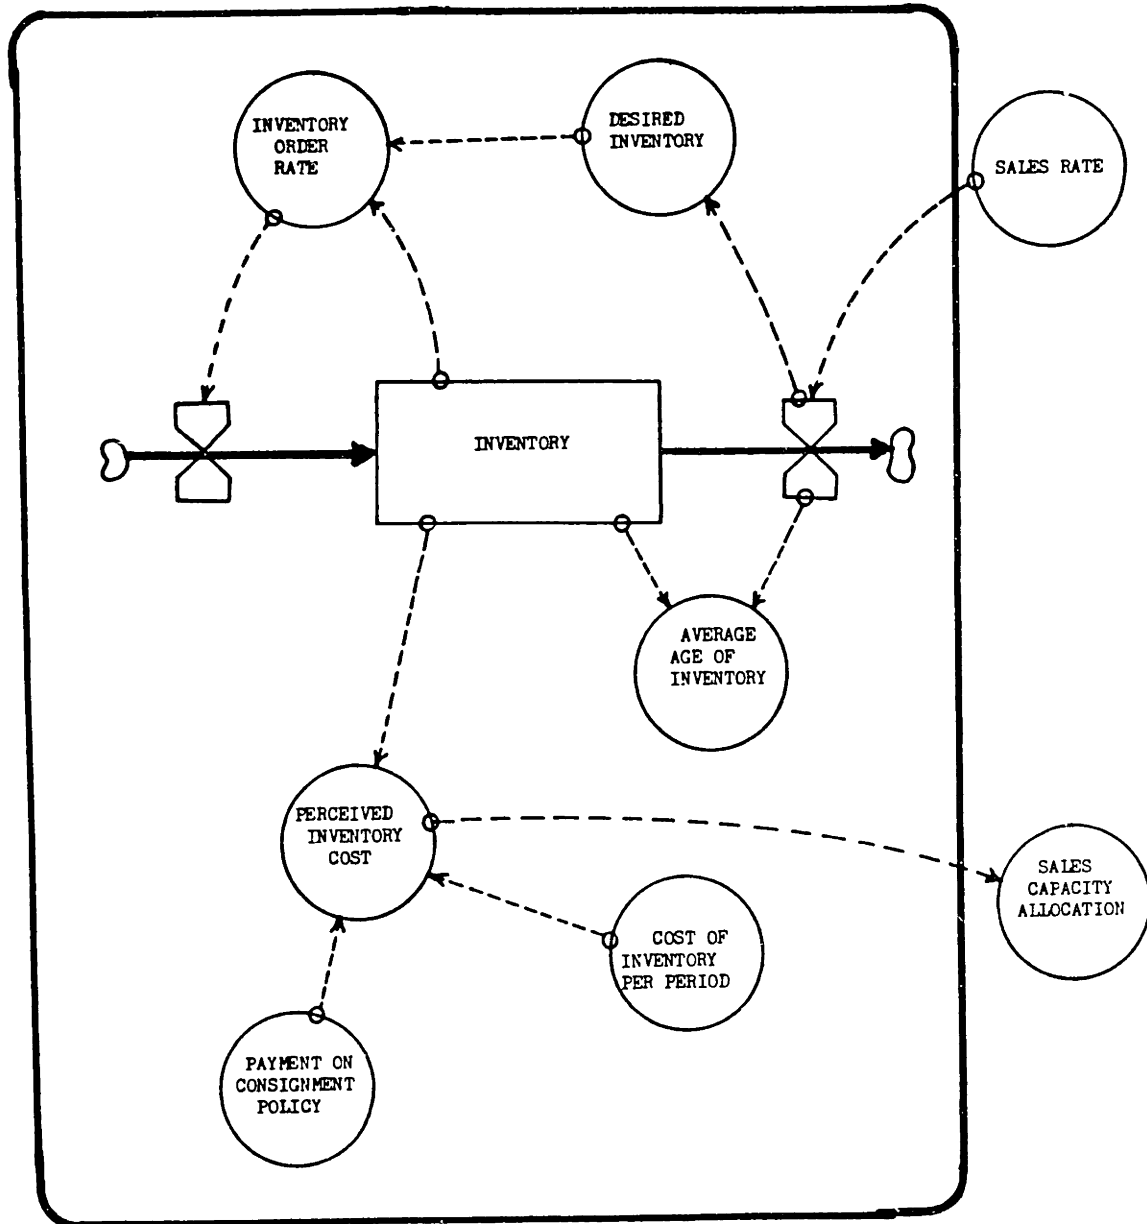 INVENTORY
ORDER
RATE
DESIRED
INVENTORY
SALES RATE
INVENTORY
AVERAGE
AGE OF
INVENTORY
PERCEIVED
INVENTORY
COST
SALES
CAPACITY
ALLOCATION
COST OF
INVENTORY
PER PERIOD
PAYMENT ON
CONSIGNMENT
POLICY